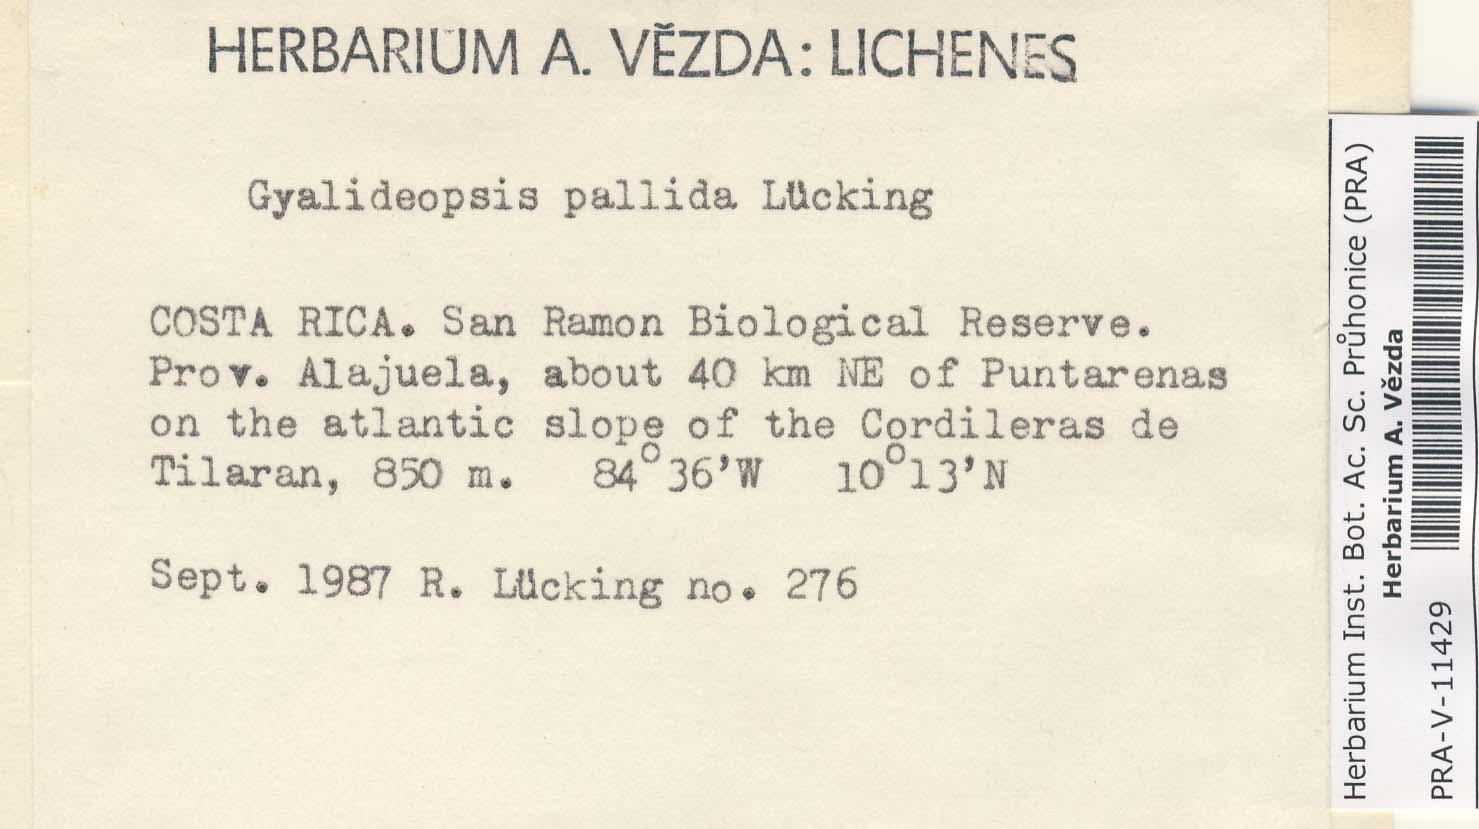 HERBARIUM A. VĚZDA: LICHENES
Gyalideopsis pallida Lücking
COSTA RICA. San Ramon Biological Reserve.
Prov. Alajuela, about 40 km NE of Puntarenas
on the atlantic slope of the Cordileras de
Tilaran, 850 m. 84°36'W 10°13'N
Sept. 1987 R. Lücking no. 276
Herbarium Inst. Bot. Ac. Sc. Průhonice (PRA)
Herbarium A. Vězda
PRA-V-11429